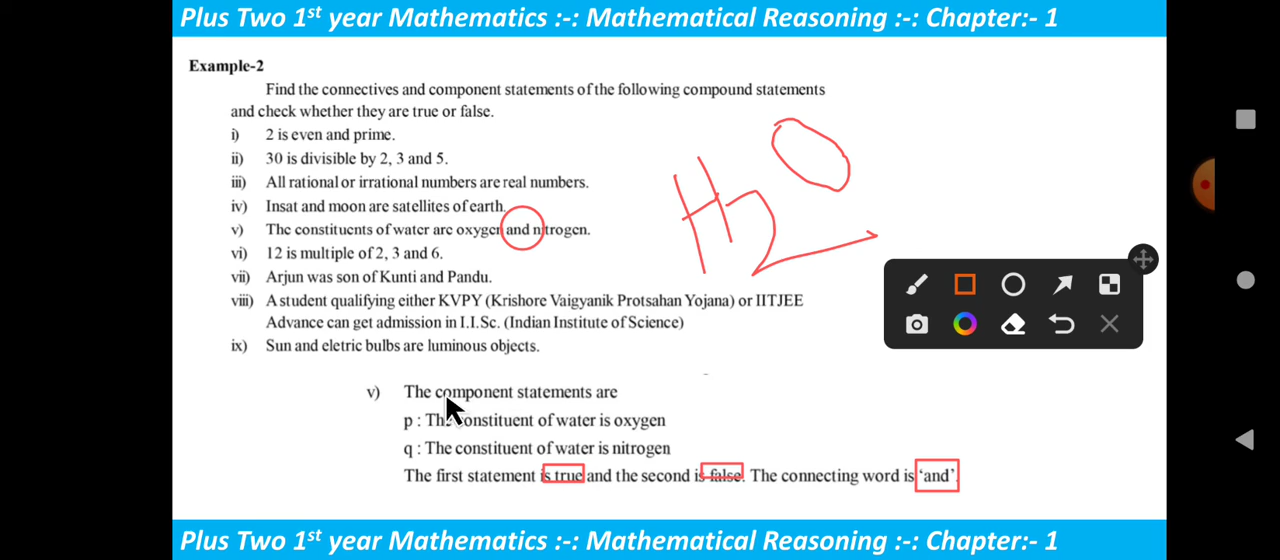 Plus Two 1st year Mathematics :-: Mathematical Reasoning :-: Chapter:- 1
Example-2
Find the connectives and component statements of the following compound statements
and check whether they are true or false.
i) 2 is even and prime.
ii) 30 is divisible by 2, 3 and 5.
iii) All rational or irrational numbers are real numbers.
iv) Insat and moon are satellites of earth.
v) The constituents of water are oxygen and nitrogen.
vi) 12 is multiple of 2, 3 and 6.
vii) Arjun was son of Kunti and Pandu.
viii) A student qualifying either KVPY (Krishore Vaigyanik Protsahan Yojana) or IITJEE
Advance can get admission in I.I.Sc. (Indian Institute of Science)
ix) Sun and eletric bulbs are luminous objects.
H2O
v) The component statements are
p : The constituent of water is oxygen
q : The constituent of water is nitrogen
The first statement is true and the second is false. The connecting word is ‘and’.
Plus Two 1st year Mathematics :-: Mathematical Reasoning :-: Chapter:- 1